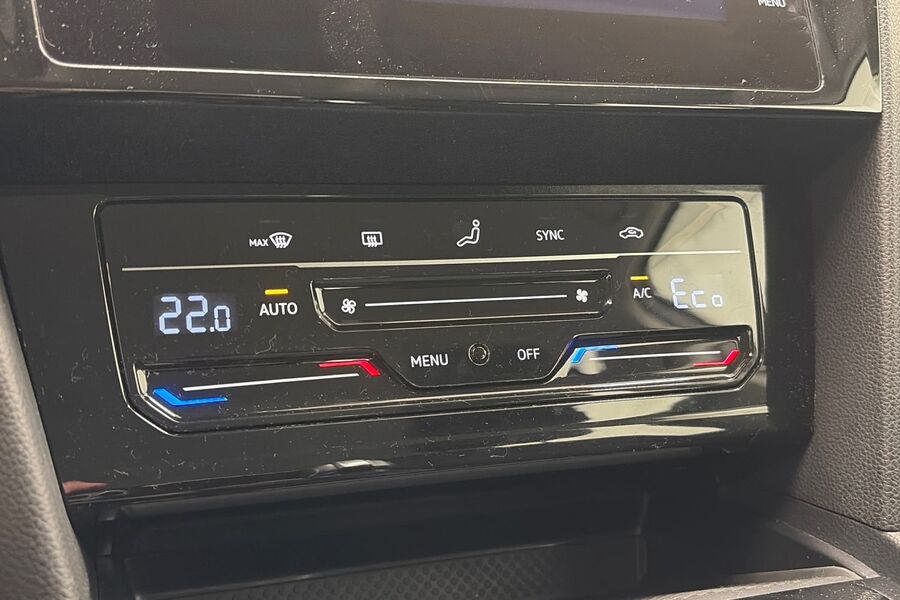 MENU
MAX
SYNC
22.0
AUTO
A/C
Eco
MENU
OFF